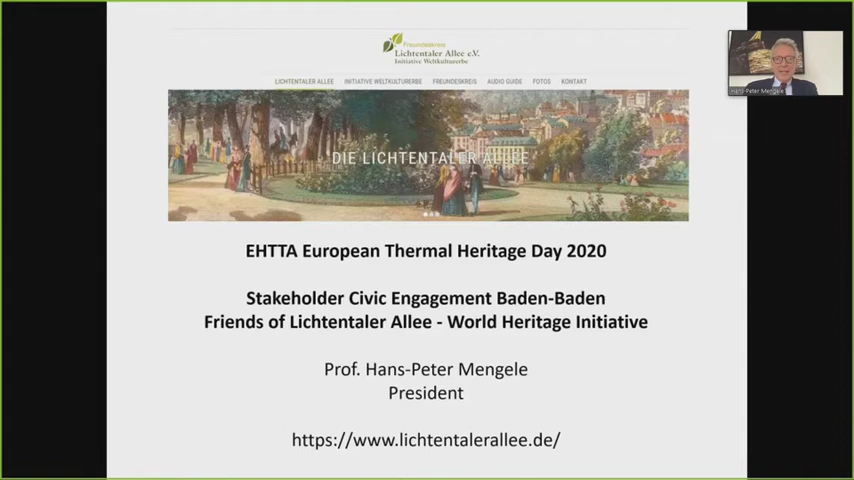 Freundeskreis
Lichtentaler Allee e.V.
Initiative Weltkulturerbe
LICHTENTALER ALLEE INITIATIVE WELTKULTURERBE FREUNDESKREIS AUDIO GUIDE FOTOS KONTAKT
Hans-Peter Mengele
DIE LICHTENTALER ALLEE
EHTTA European Thermal Heritage Day 2020
Stakeholder Civic Engagement Baden-Baden
Friends of Lichtentaler Allee - World Heritage Initiative
Prof. Hans-Peter Mengele
President
https://www.lichtentalerallee.de/